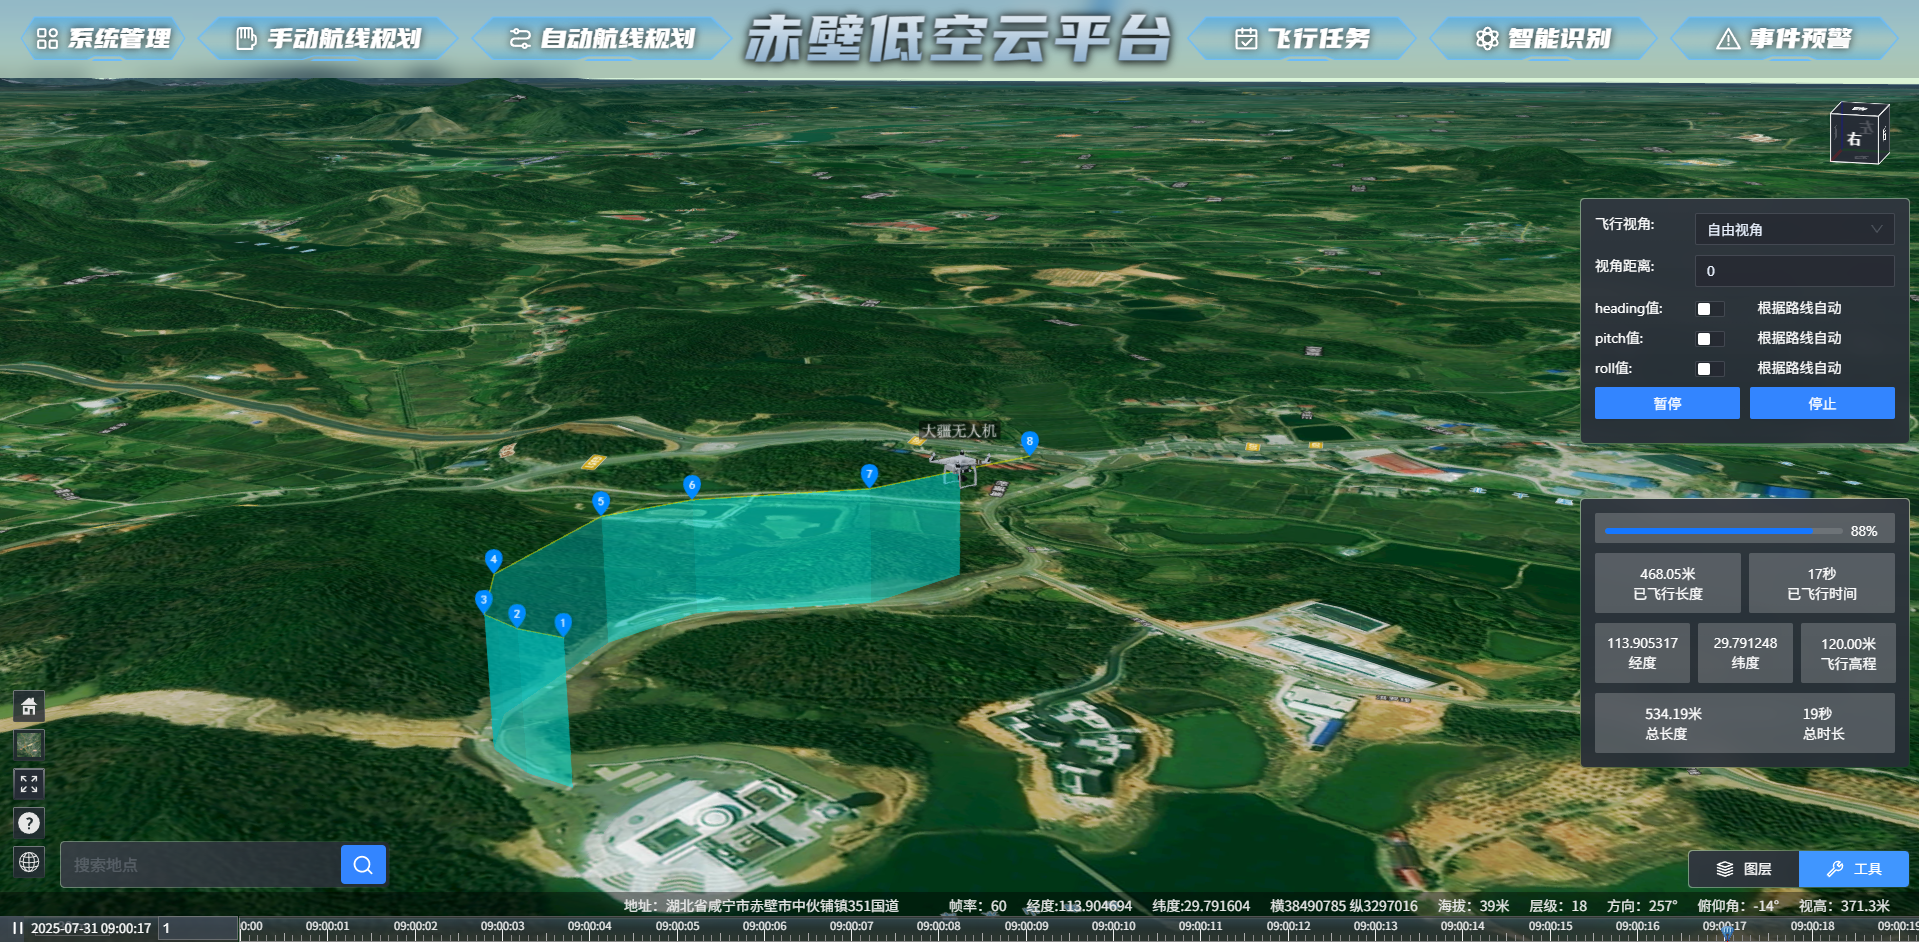 系统管理
手动航线规划
自动航线规划
赤壁低空云平台
飞行任务
智能识别
事件预警
右
飞行视角:
自由视角
视角距离:
0
heading值:
根据路线自动
pitch值:
根据路线自动
roll值:
根据路线自动
暂停
停止
大疆无人机
8
7
6
5
4
3
2
1
88%
468.05米
已飞行长度
17秒
已飞行时间
113.905317
经度
29.791248
纬度
120.00米
飞行高程
534.19米
总长度
19秒
总时长
搜索地点
图层
工具
地址：湖北省咸宁市赤壁市中伙铺镇351国道
帧率：60
经度:113.904694
纬度:29.791604
横38490785 纵3297016
海拔：39米
层级：18
方向：257°
俯仰角：-14°
视高：371.3米
2025-07-31 09:00:17
1
0:00
09:00:01
09:00:02
09:00:03
09:00:04
09:00:05
09:00:06
09:00:07
09:00:08
09:00:09
09:00:10
09:00:11
09:00:12
09:00:13
09:00:14
09:00:15
09:00:16
09:00:17
09:00:18
09:00:19